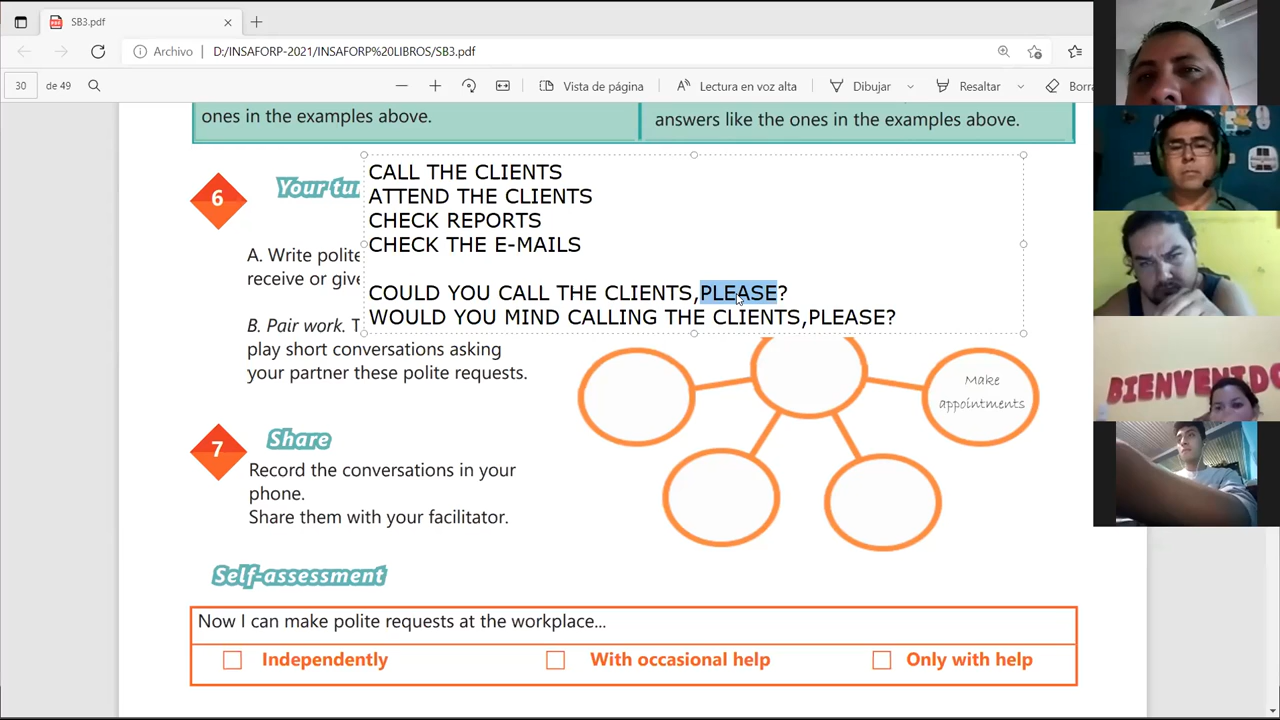 SB3.pdf
Archivo
D:/INSAFORP-2021/INSAFORP%20LIBROS/SB3.pdf
30
de 49
Vista de página
Lectura en voz alta
Dibujar
Resaltar
Borra
ones in the examples above.
answers like the ones in the examples above.
6
Your tur
CALL THE CLIENTS
ATTEND THE CLIENTS
CHECK REPORTS
CHECK THE E-MAILS
A. Write polite
receive or give
COULD YOU CALL THE CLIENTS,PLEASE?
WOULD YOU MIND CALLING THE CLIENTS,PLEASE?
B. Pair work. T
play short conversations asking
your partner these polite requests.
Make
appointments
7
Share
Record the conversations in your
phone.
Share them with your facilitator.
Self-assessment
Now I can make polite requests at the workplace...
Independently
With occasional help
Only with help
BIENVENIDO